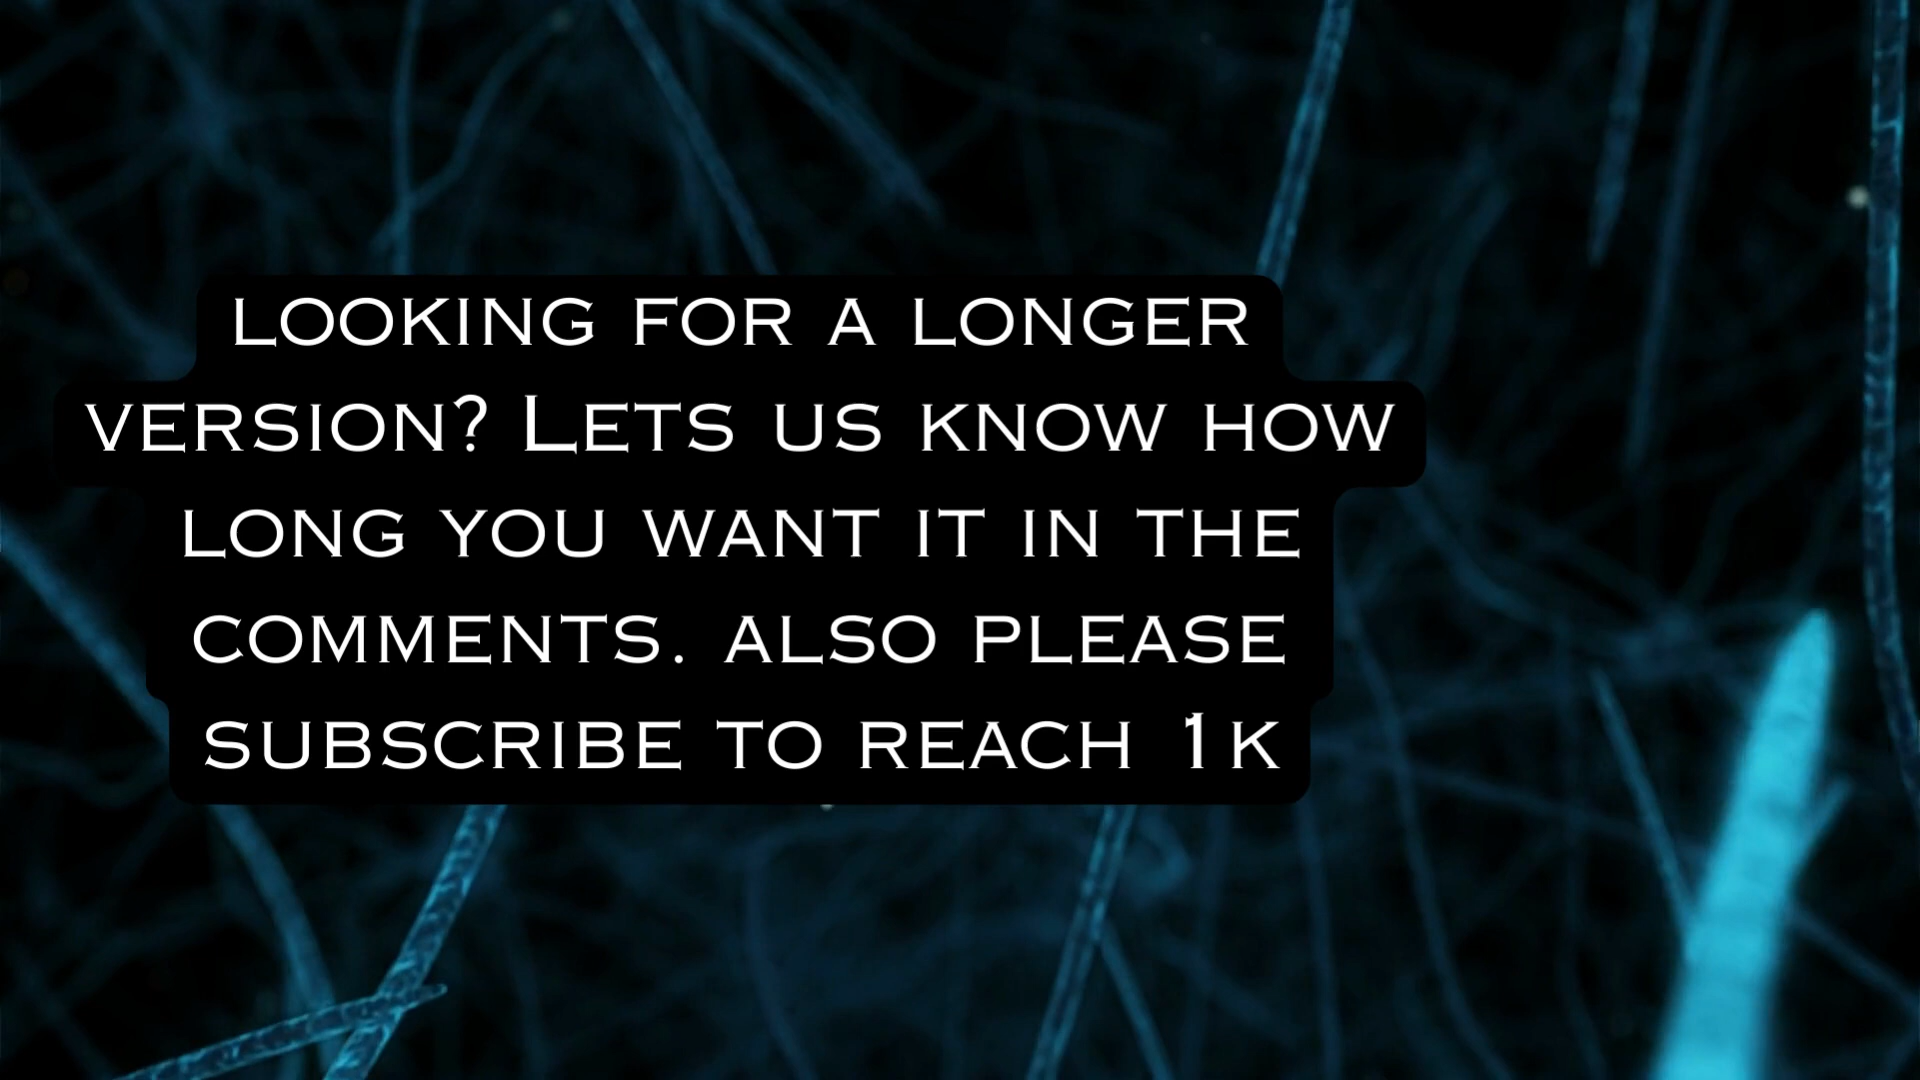 looking for a longer
version? Lets us know how
long you want it in the
comments. also please
subscribe to reach 1k